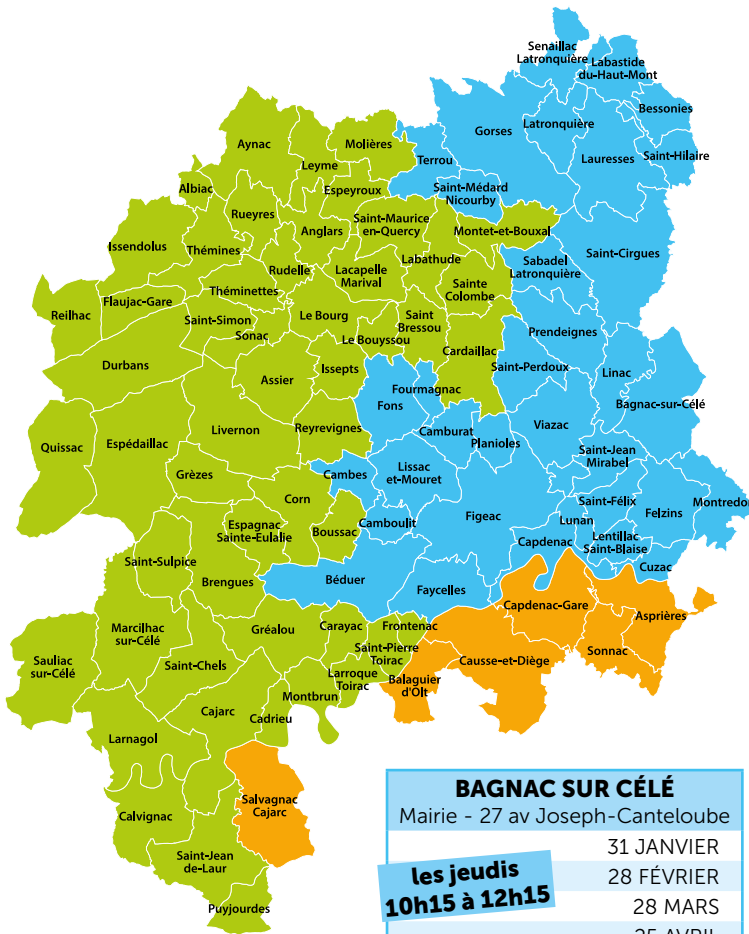 Senaillac
Latronquière
Labastide
du-Haut-Mont
Bessonies
Gorses
Latronquière
Aynac
Molières
Lauresses
Saint-Hilaire
Terrou
Leyme
Albiac
Espeyroux
Saint-Médard
Nicourby
Rueyres
Saint-Maurice
en-Quercy
Anglars
Montet-et-Bouxal
Issendolus
Thémines
Saint-Cirgues
Labathude
Sabadel
Latronquière
Rudelle
Lacapelle
Marival
Sainte
Colombe
Théminettes
Flaujac-Gare
Reilhac
Saint-Simon
Le Bourg
Saint
Bressou
Sonac
Prendeignes
Le Bouyssou
Cardaillac
Durbans
Issepts
Saint-Perdoux
Linac
Assier
Fourmagnac
Fons
Bagnac-sur-Célé
Viazac
Livernon
Reyrevignes
Camburat
Planioles
Quissac
Espédaillac
Saint-Jean
Mirabel
Grèzes
Cambes
Lissac
et-Mouret
Corn
Saint-Félix
Montredon
Felzins
Figeac
Espagnac
Sainte-Eulalie
Boussac
Camboulit
Lunan
Lentillac
Saint-Blaise
Capdenac
Saint-Sulpice
Cuzac
Brengues
Béduer
Faycelles
Capdenac-Gare
Asprières
Marcilhac
sur-Célé
Gréalou
Carayac
Frontenac
Saint-Pierre
Toirac
Sonnac
Sauliac
sur-Célé
Saint-Chels
Causse-et-Diège
Larroque
Toirac
Balaguier
d'Olt
Montbrun
Cajarc
Cadrieu
Larnagol
Salvagnac
Cajarc
Calvignac
Saint-Jean
de-Laur
Puyjourdes
BAGNAC SUR CÉLÉ
Mairie - 27 av Joseph-Canteloube
les jeudis
10h15 à 12h15
31 JANVIER
28 FÉVRIER
28 MARS
25 AVRIL